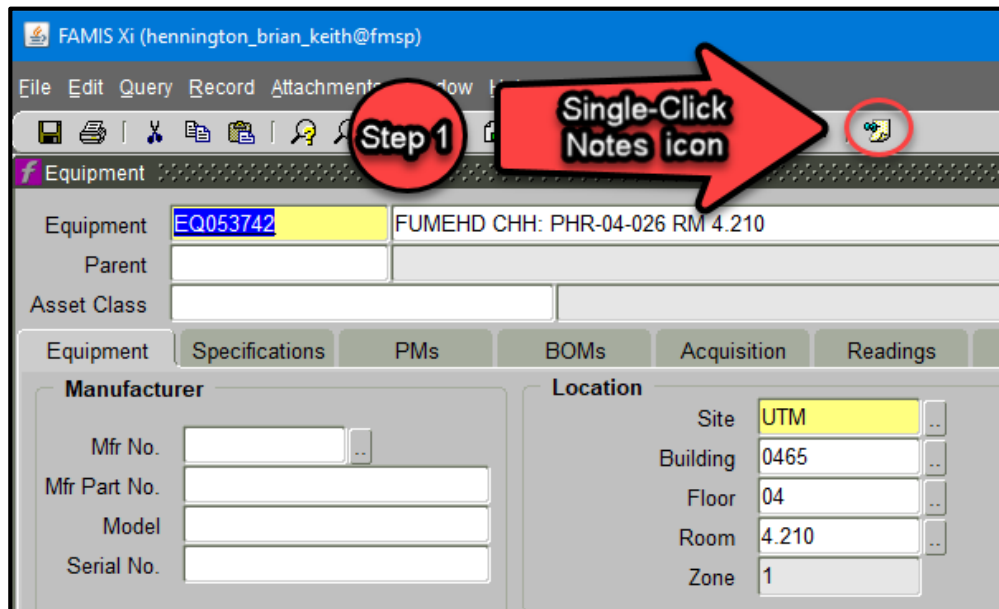 FAMIS Xi (hennington_brian_keith@fmsp)
File Edit Query Record Attachments
Step 1
Single-Click
Notes icon
Equipment
Equipment EQ053742 FUMEHD CHH: PHR-04-026 RM 4.210
Parent
Asset Class
Equipment Specifications PMs BOMs Acquisition Readings
Manufacturer
Mfr No. ..
Mfr Part No.
Model
Serial No.
Location
Site UTM ..
Building 0465 ..
Floor 04 ..
Room 4.210 ..
Zone 1